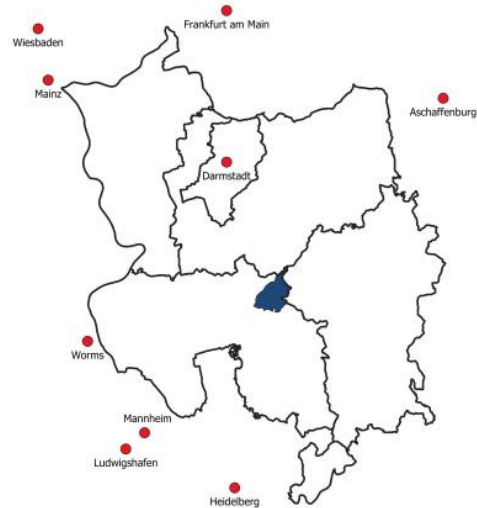 Frankfurt am Main
Wiesbaden
Mainz
Aschaffenburg
Darmstadt
Worms
Mannheim
Ludwigshafen
Heidelberg